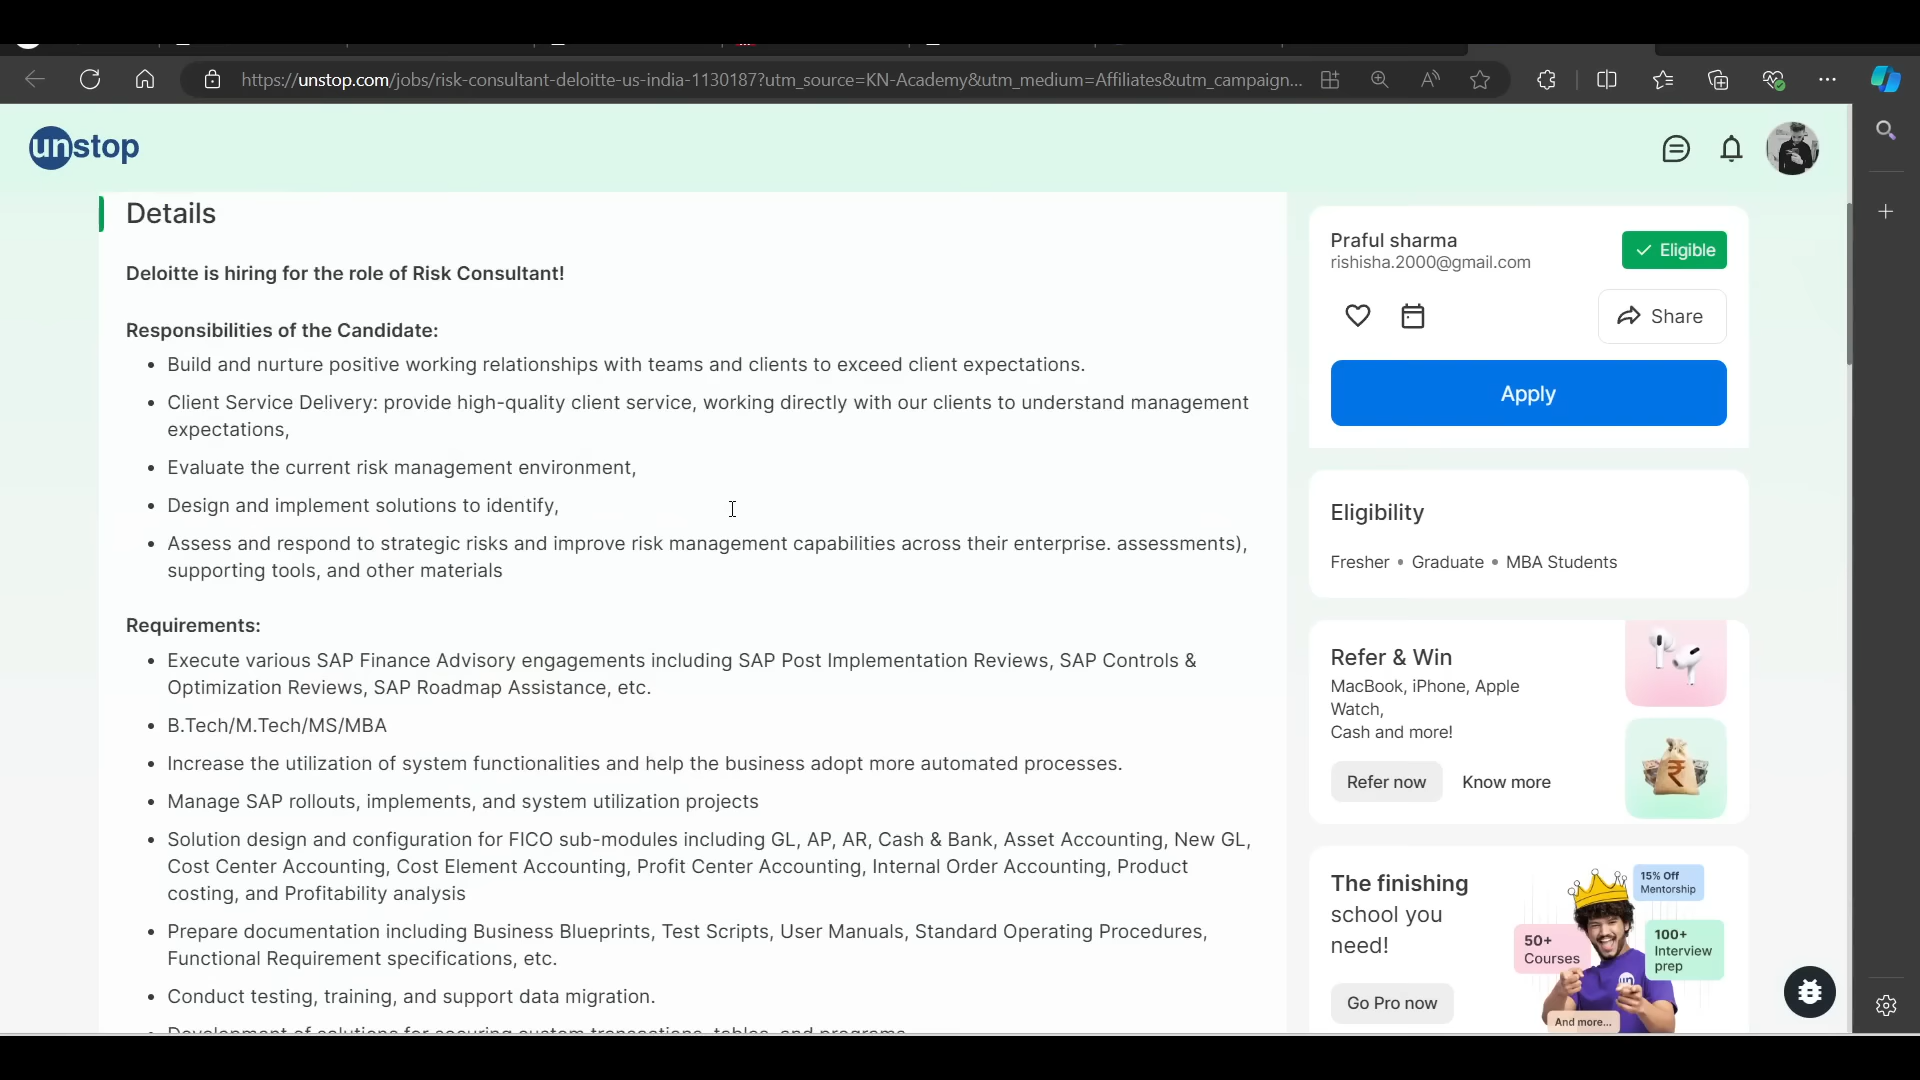 https://unstop.com/jobs/risk-consultant-deloitte-us-india-1130187?utm_source=KN-Academy&utm_medium=Affiliates&utm_campaign...
unstop
Details
Deloitte is hiring for the role of Risk Consultant!
Responsibilities of the Candidate:
• Build and nurture positive working relationships with teams and clients to exceed client expectations.
• Client Service Delivery: provide high-quality client service, working directly with our clients to understand management
expectations,
• Evaluate the current risk management environment,
• Design and implement solutions to identify,
• Assess and respond to strategic risks and improve risk management capabilities across their enterprise. assessments),
supporting tools, and other materials
Requirements:
• Execute various SAP Finance Advisory engagements including SAP Post Implementation Reviews, SAP Controls &
Optimization Reviews, SAP Roadmap Assistance, etc.
• B.Tech/M.Tech/MS/MBA
• Increase the utilization of system functionalities and help the business adopt more automated processes.
• Manage SAP rollouts, implements, and system utilization projects
• Solution design and configuration for FICO sub-modules including GL, AP, AR, Cash & Bank, Asset Accounting, New GL,
Cost Center Accounting, Cost Element Accounting, Profit Center Accounting, Internal Order Accounting, Product
costing, and Profitability analysis
• Prepare documentation including Business Blueprints, Test Scripts, User Manuals, Standard Operating Procedures,
Functional Requirement specifications, etc.
• Conduct testing, training, and support data migration.
• Development of solutions for securing custom transactions, tables, and programs
Praful sharma
rishisha.2000@gmail.com
Eligible
Share
Apply
Eligibility
Fresher • Graduate • MBA Students
Refer & Win
MacBook, iPhone, Apple
Watch,
Cash and more!
Refer now
Know more
₹
The finishing
school you
need!
Go Pro now
15% Off
Mentorship
50+
Courses
100+
Interview
prep
un
And more...